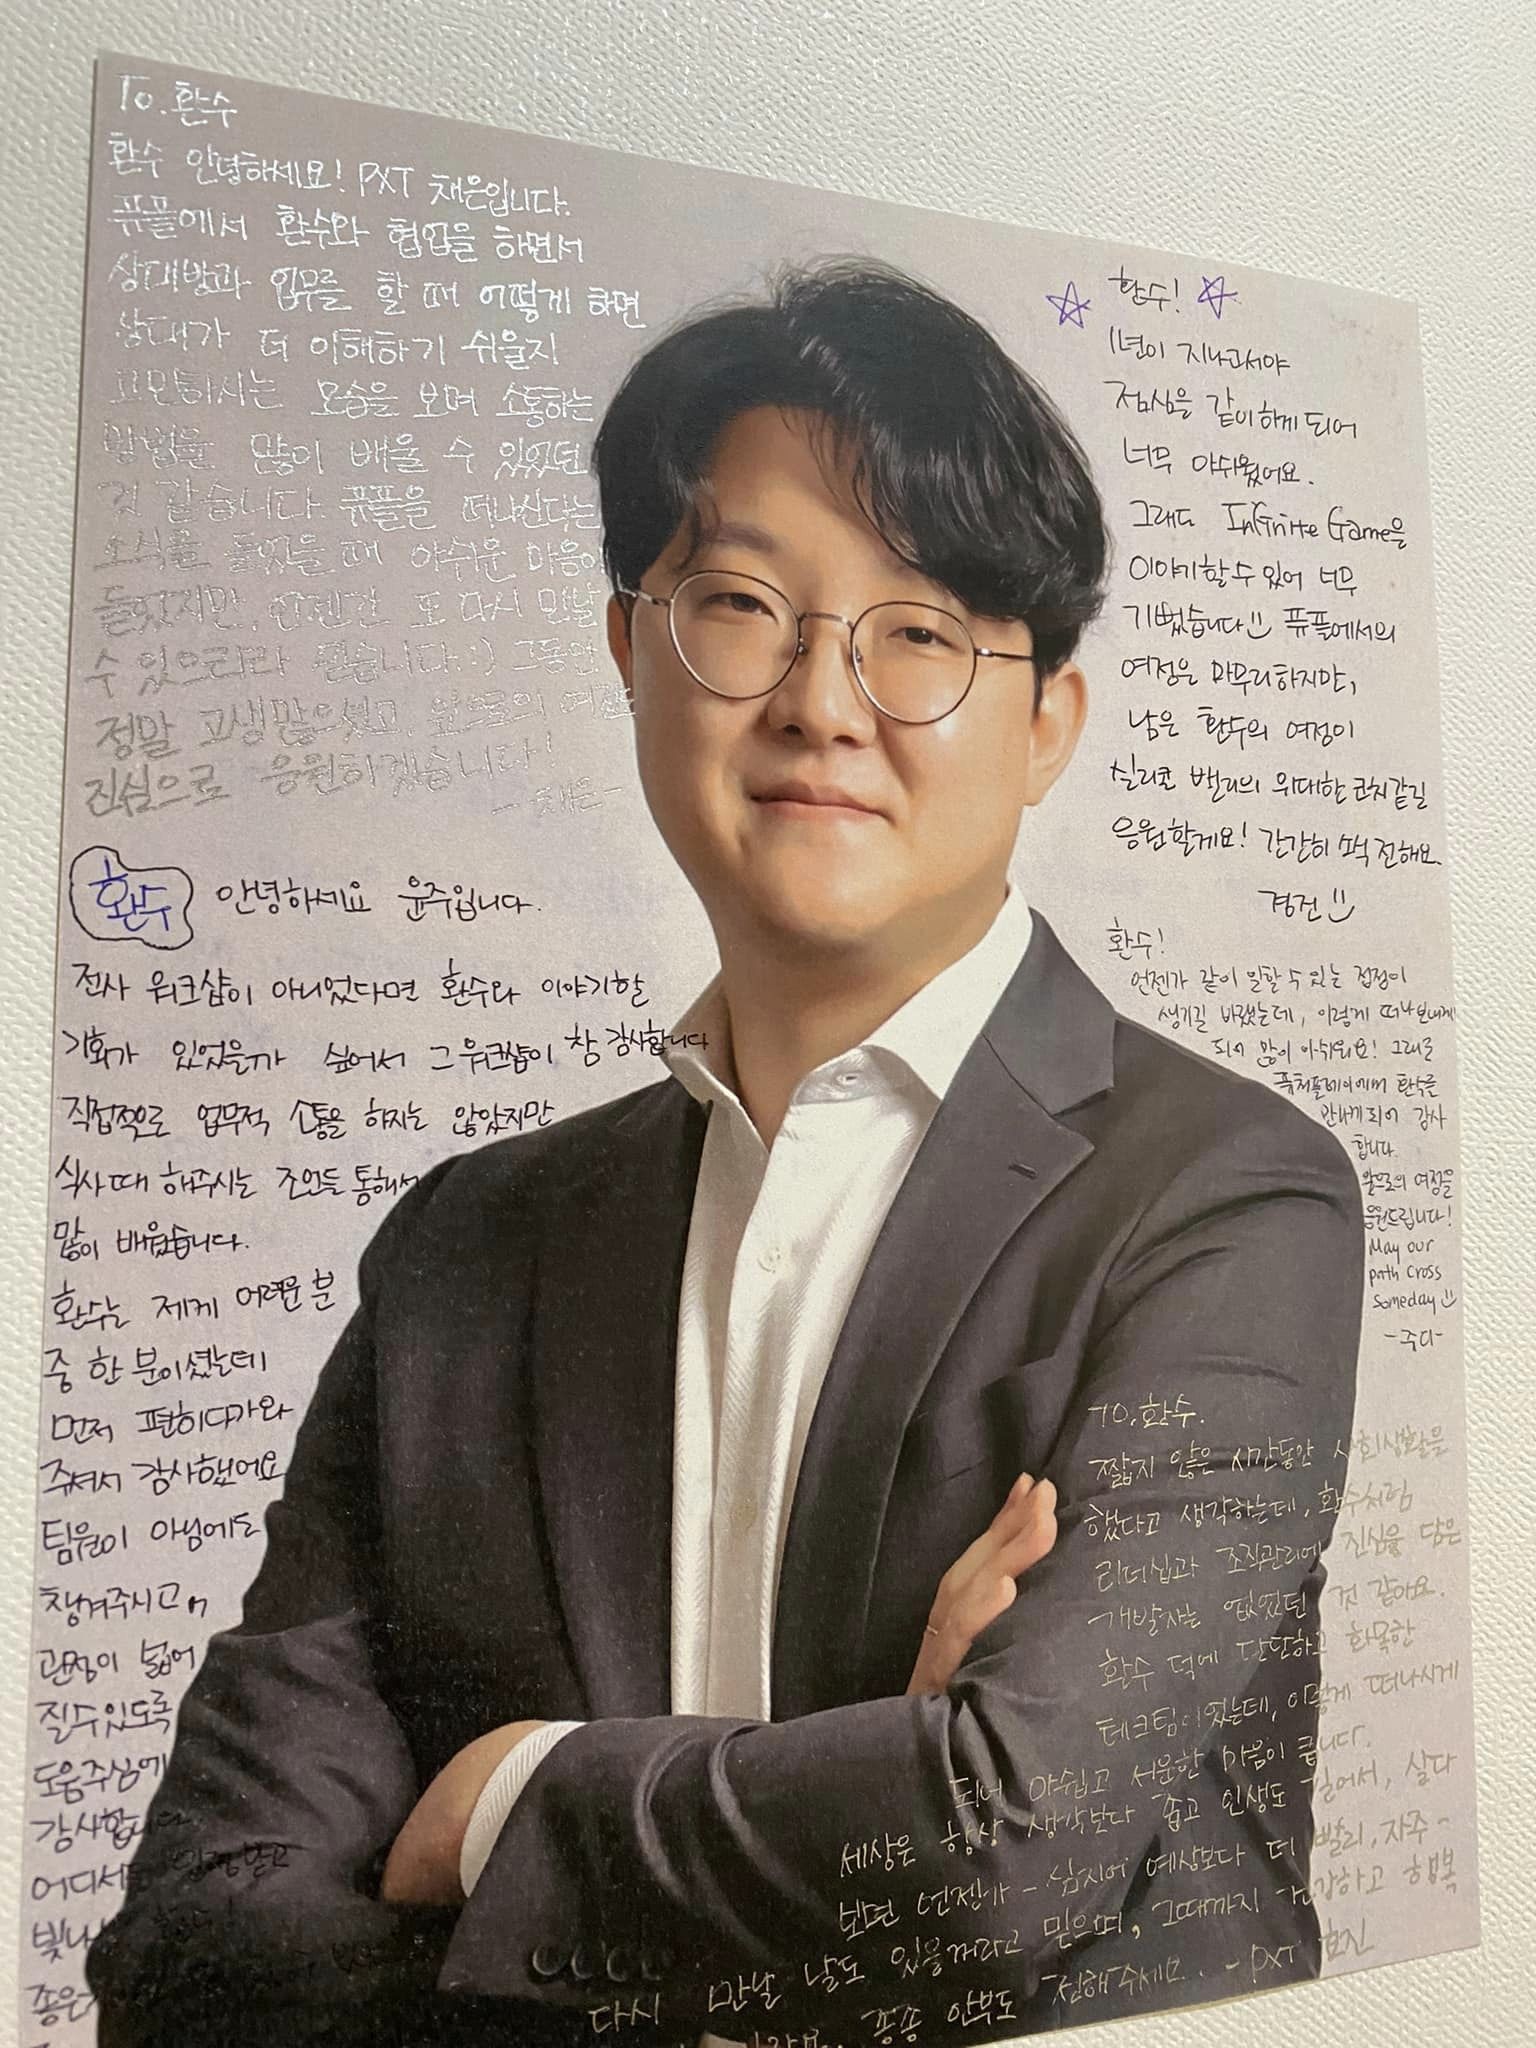 To. 환수
환수 안녕하세요! PXT 채은입니다.
퓨플에서 환수와 협업을 하면서
상대방과 업무를 할 때 어떻게 하면
상대가 더 이해하기 쉬울지
고민하시는 모습을 보며 소통하는
방법을 많이 배울 수 있었던
것 같습니다. 퓨플을 떠나신다는
소식을 들었을 때 아쉬운 마음이
들었지만, 언젠간 또 다시 만날
수 있으리라 믿습니다 :) 그동안
정말 고생많으셨고, 앞으로의 여정도
진심으로 응원하겠습니다!
-채은-
환수 안녕하세요 윤주입니다.
전사 워크샵이 아니었다면 환수와 이야기할
기회가 있었을까 싶어서 그 워크샵이 참 감사합니다
직접적으로 업무적 소통을 하지는 않았지만
식사때 해주시는 조언들 통해서
많이 배웠습니다.
환수는 제게 어려운 분
중 한 분이셨는데
먼저 편히 다가와
주셔서 감사했어요
팀원이 아님에도
챙겨주시고,
관점이 넓어
질수있도록
도움주심에
감사합니다
어디서든
좋은
환수!
11년이 지나고서야
점심을 같이하게 되어
너무 아쉬웠어요.
그래도 Infinite Game을
이야기할 수 있어 너무
기뻤습니다 퓨플에서의
여정은 마무리하지만,
남은 환수의 여정이
실리콘 밸리의 위대한 코치같길
응원할게요! 간간히 소식 전해요.
경전
환수!
언젠가 같이 일할 수 있는 접점이
생기길 바랬는데, 이렇게 떠나보내게
되어 많이 아쉬워요! 그래도
퓨처플레이에서 환수를
만나게 되어 감사
합니다.
앞으로의 여정을
응원드립니다!
May our
path cross
someday
-주디-
TO. 환수.
짧지 않은 시간동안 사회생활을
했다고 생각하는데, 환수처럼
리더십과 조직관리에 진심을 담은
개발자는 없었던 것 같아요.
환수 덕에 단단하고 화목한
테크팀이었는데, 이렇게 떠나시게
되어 아쉽고 서운한 마음이 큽니다.
세상은 항상 생각보다 좁고 인생도 길어서, 살다
보면 언젠가 - 심지어 예상보다 더 빨리, 자주 -
다시 만날 날도 있을거라고 믿으며, 그때까지 건강하고 행복
종종 안부도 전해주세요. - PXT 효진